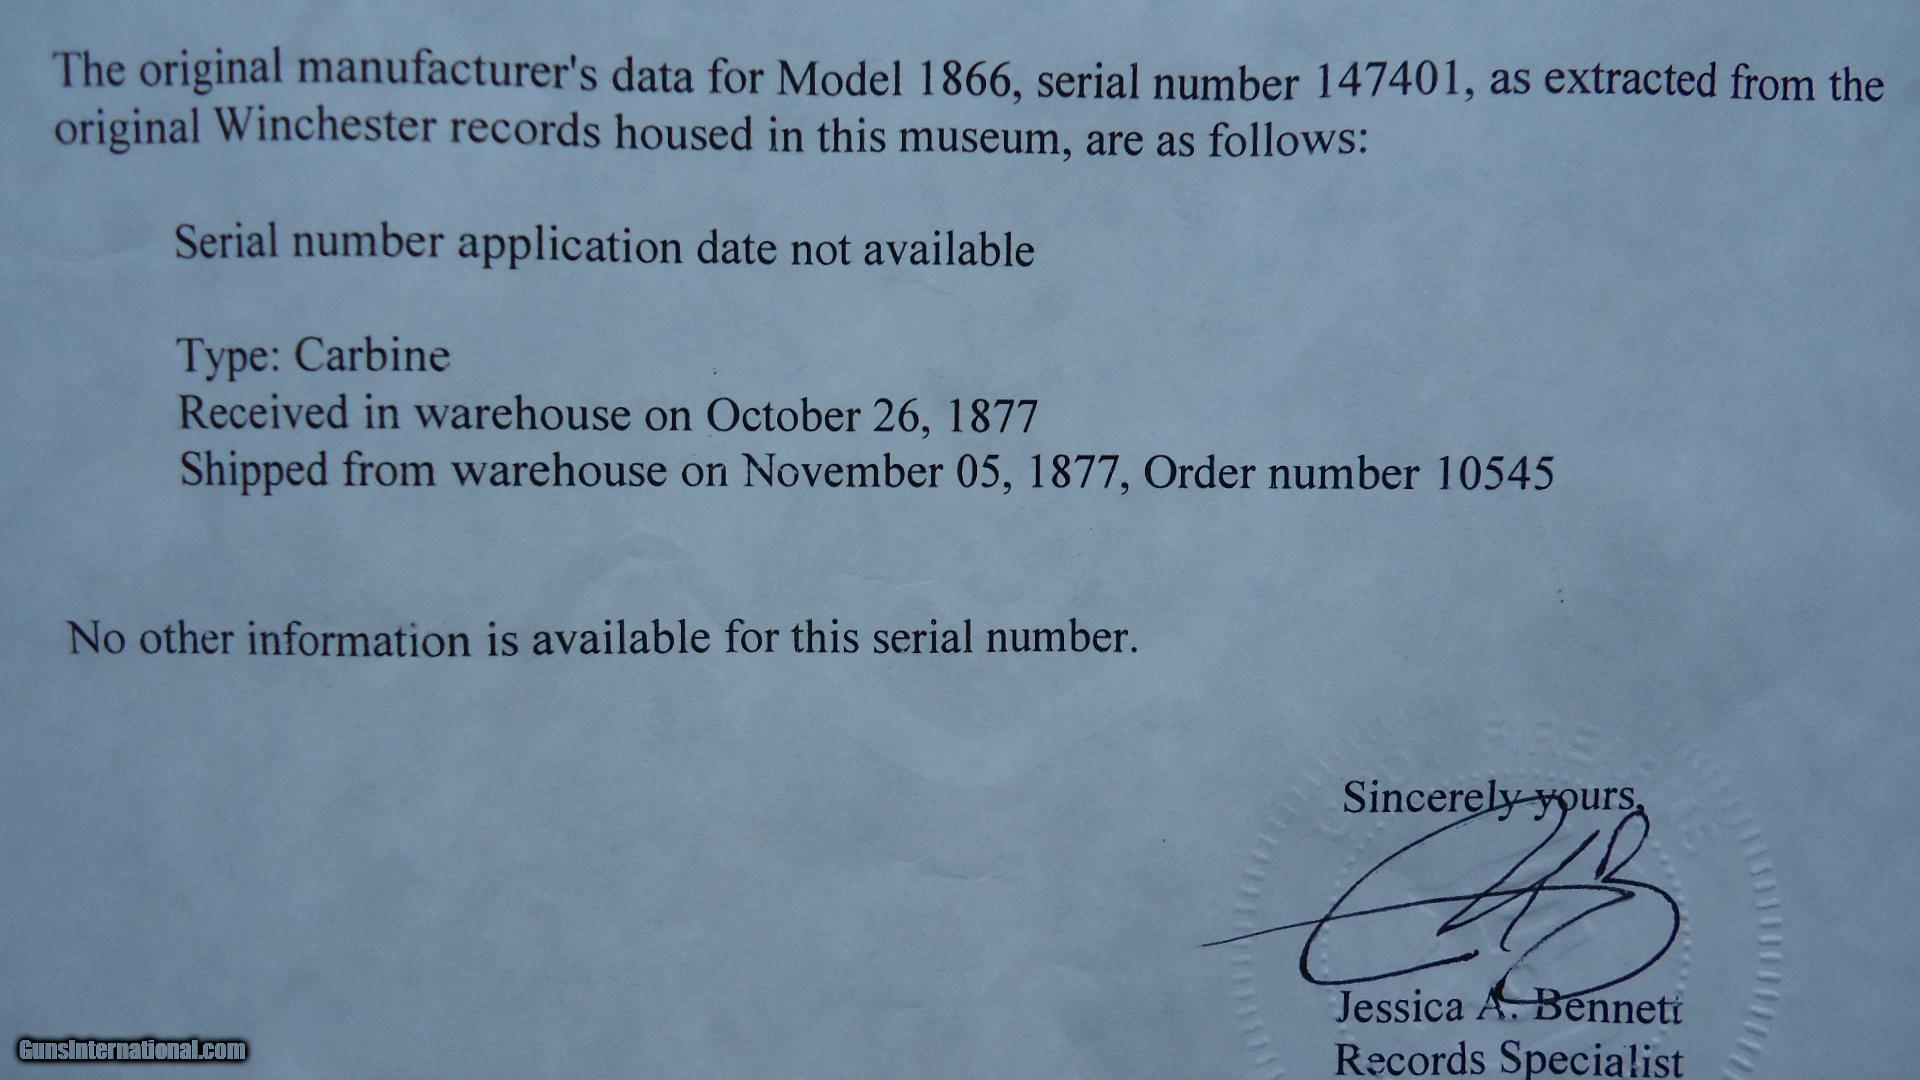 The original manufacturer's data for Model 1866, serial number 147401, as extracted from the
original Winchester records housed in this museum, are as follows:
Serial number application date not available
Type: Carbine
Received in warehouse on October 26, 1877
Shipped from warehouse on November 05, 1877, Order number 10545
No other information is available for this serial number.
Sincerely yours,
Jessica A. Bennett
Records Specialist
GunsInternational.com